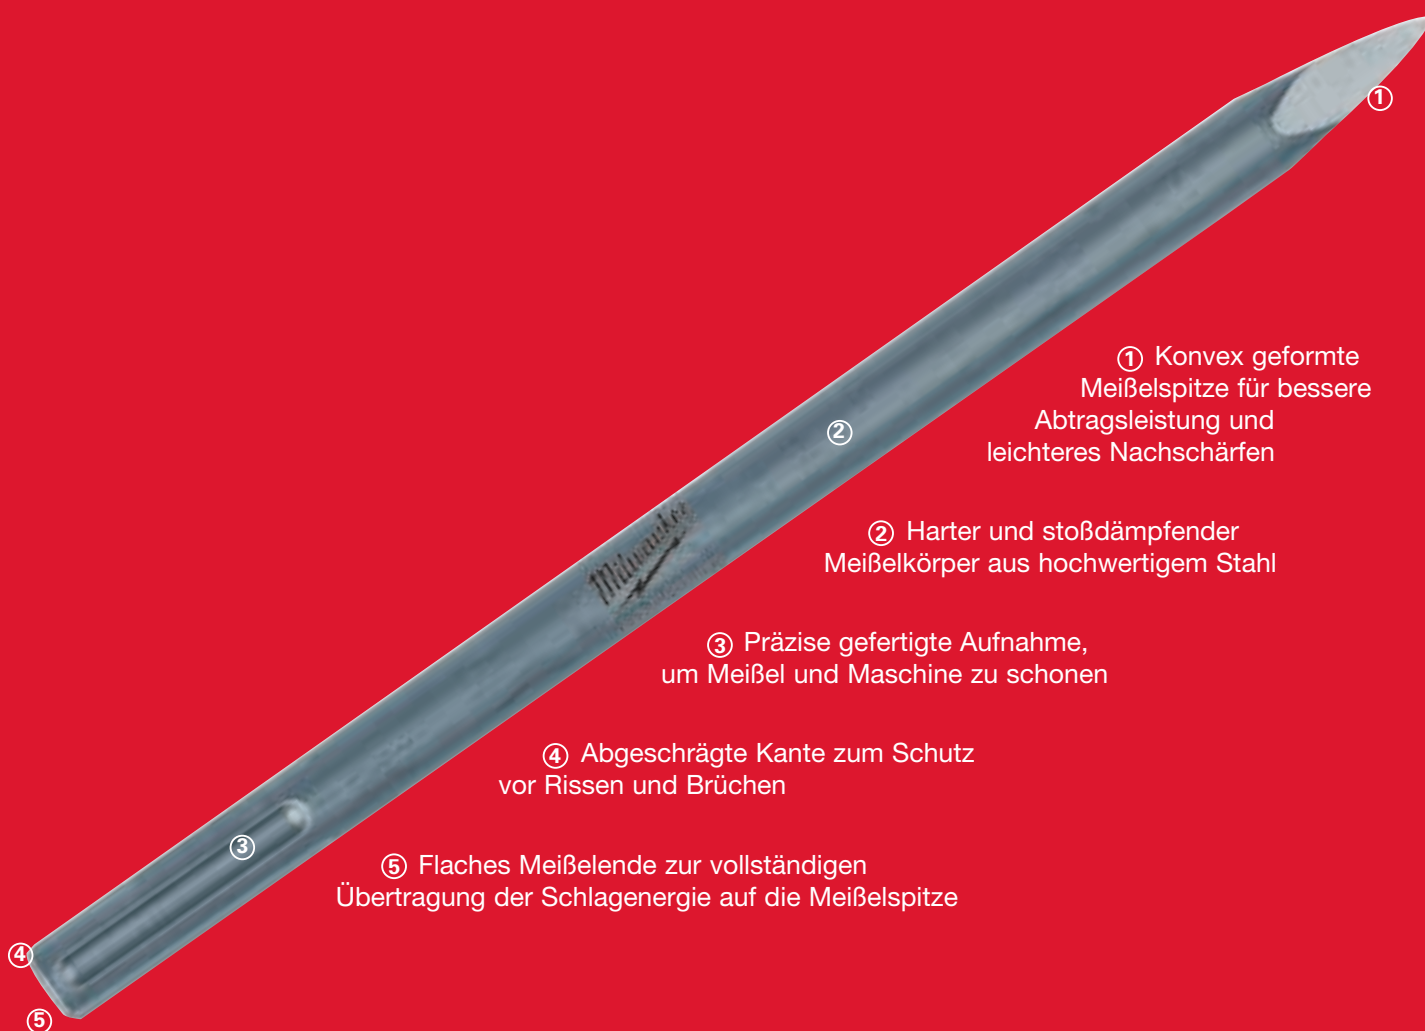 ①
① Konvex geformte
Meißelspitze für bessere
Abtragsleistung und
leichteres Nachschärfen
②
② Harter und stoßdämpfender
Meißelkörper aus hochwertigem Stahl
Milwaukee
③ Präzise gefertigte Aufnahme,
um Meißel und Maschine zu schonen
④ Abgeschrägte Kante zum Schutz
vor Rissen und Brüchen
③
⑤ Flaches Meißelende zur vollständigen
Übertragung der Schlagenergie auf die Meißelspitze
④
⑤